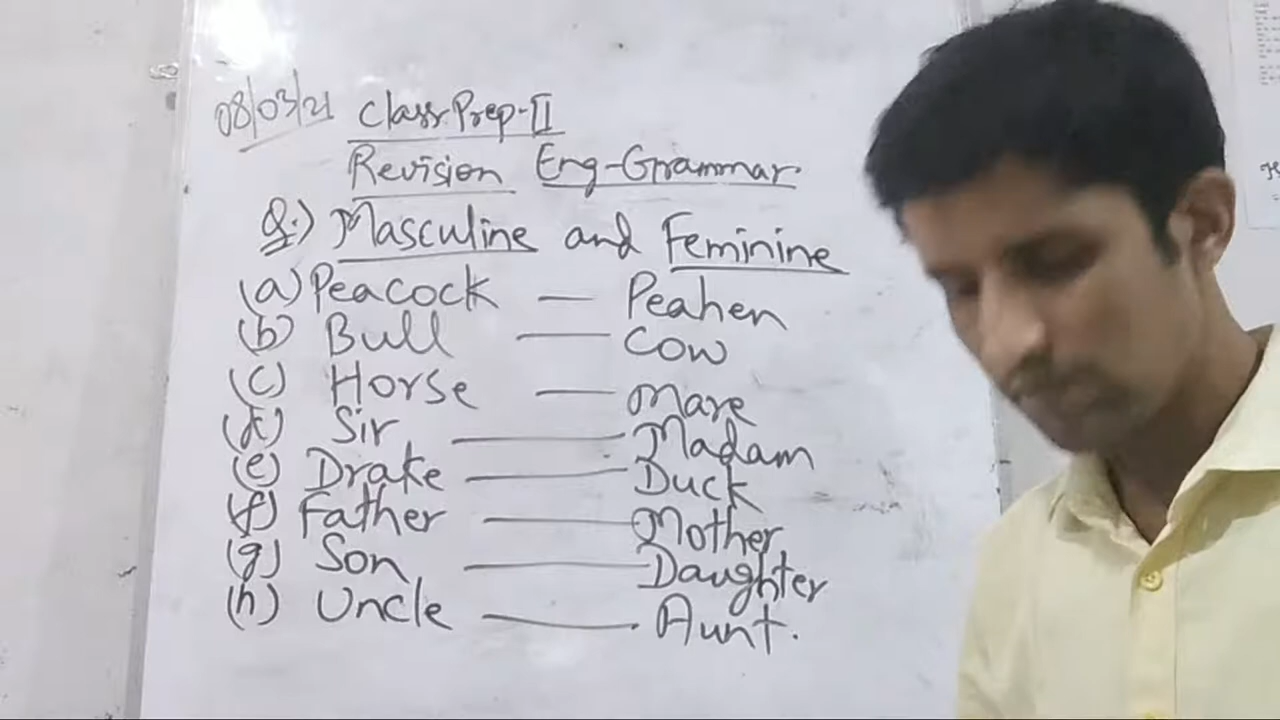 08/03/21 Class Prep-II
Revision Eng-Grammar.
Q.) Masculine and Feminine
(a) Peacock — Peahen
(b) Bull — Cow
(c) Horse — Mare
(d) Sir — Madam
(e) Drake — Duck
(f) Father — Mother
(g) Son — Daughter
(h) Uncle — Aunt.